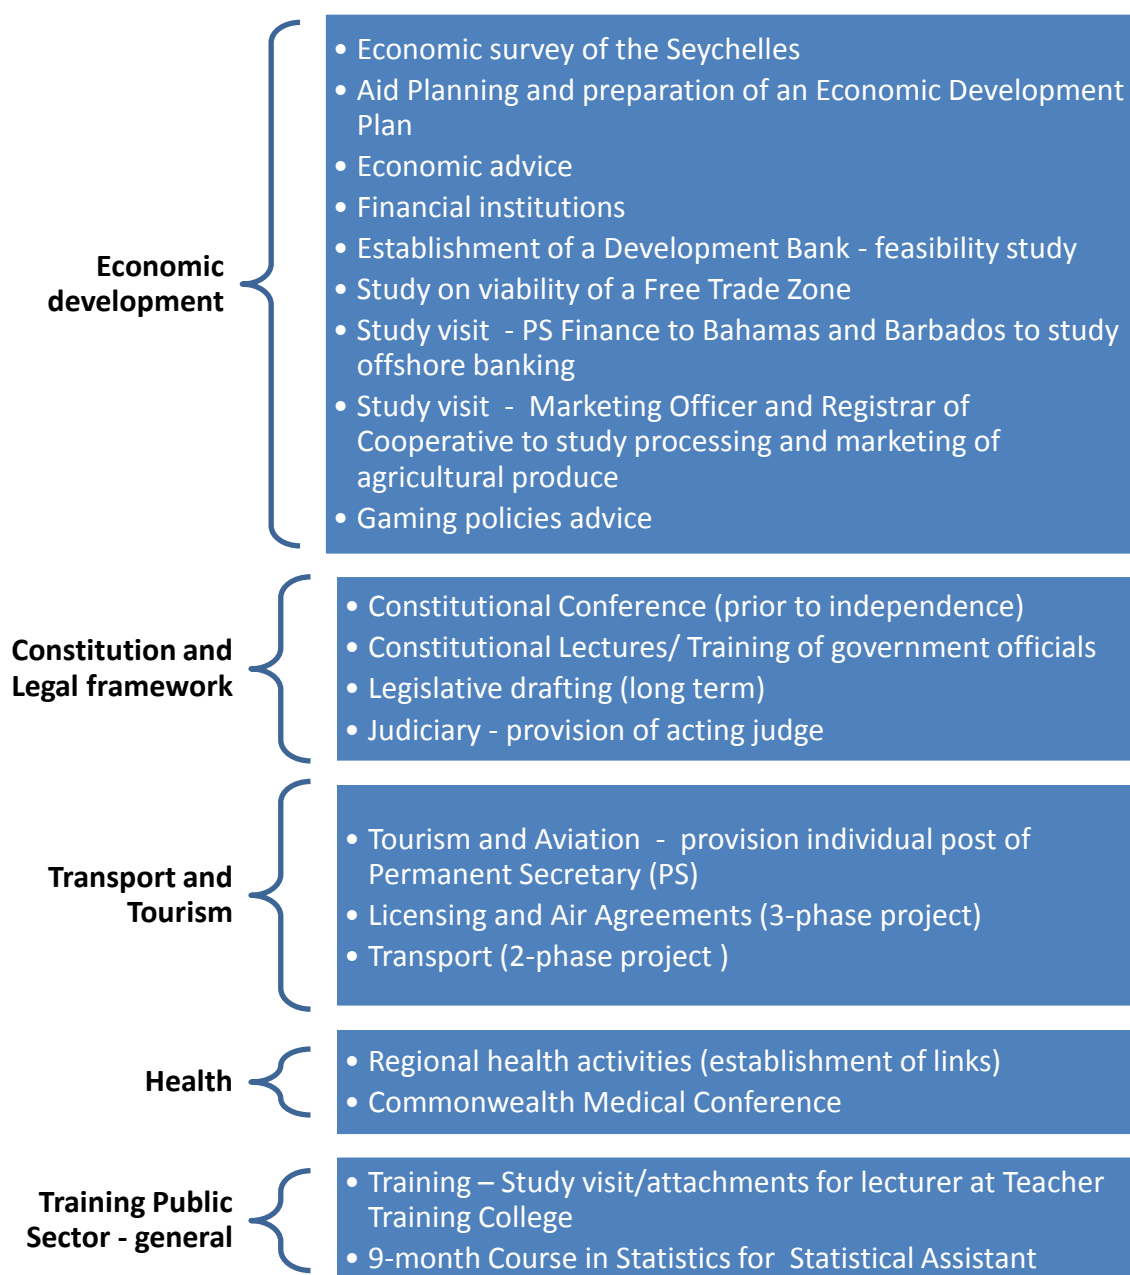 Economic
development
• Economic survey of the Seychelles
• Aid Planning and preparation of an Economic Development
Plan
• Economic advice
• Financial institutions
• Establishment of a Development Bank - feasibility study
• Study on viability of a Free Trade Zone
• Study visit - PS Finance to Bahamas and Barbados to study
offshore banking
• Study visit - Marketing Officer and Registrar of
Cooperative to study processing and marketing of
agricultural produce
• Gaming policies advice
Constitution and
Legal framework
• Constitutional Conference (prior to independence)
• Constitutional Lectures/ Training of government officials
• Legislative drafting (long term)
• Judiciary - provision of acting judge
Transport and
Tourism
• Tourism and Aviation - provision individual post of
Permanent Secretary (PS)
• Licensing and Air Agreements (3-phase project)
• Transport (2-phase project )
Health
• Regional health activities (establishment of links)
• Commonwealth Medical Conference
Training Public
Sector - general
• Training – Study visit/attachments for lecturer at Teacher
Training College
• 9-month Course in Statistics for Statistical Assistant